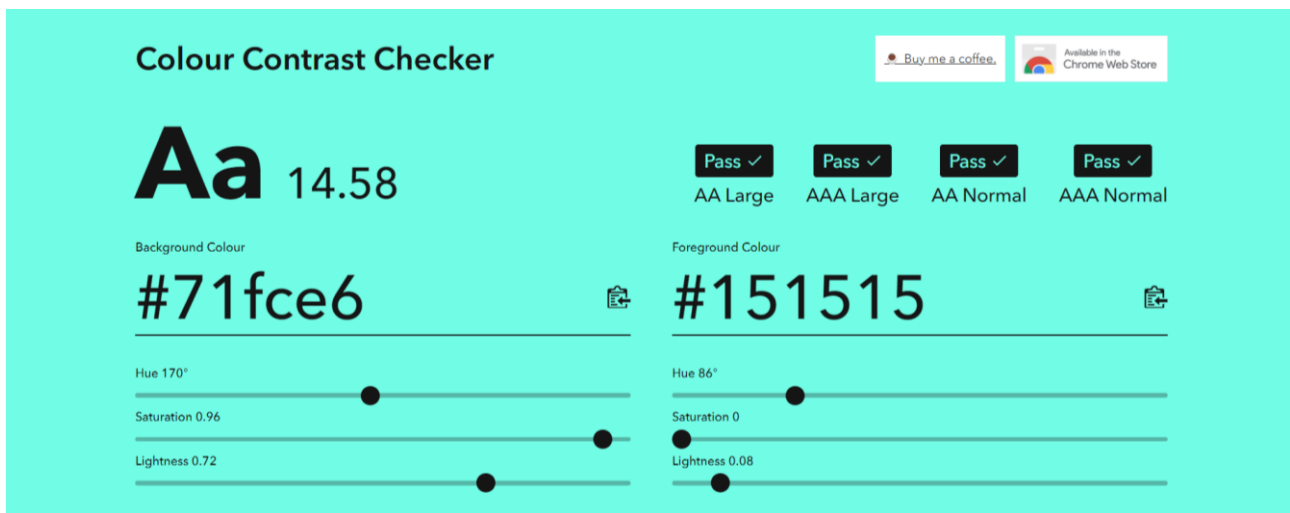 Colour Contrast Checker
Buy me a coffee.
Available in the
Chrome Web Store
Aa 14.58
Pass ✓ Pass ✓ Pass ✓ Pass ✓
AA Large AAA Large AA Normal AAA Normal
Background Colour
#71fce6
Hue 170°
Saturation 0.96
Lightness 0.72
Foreground Colour
#151515
Hue 86°
Saturation 0
Lightness 0.08